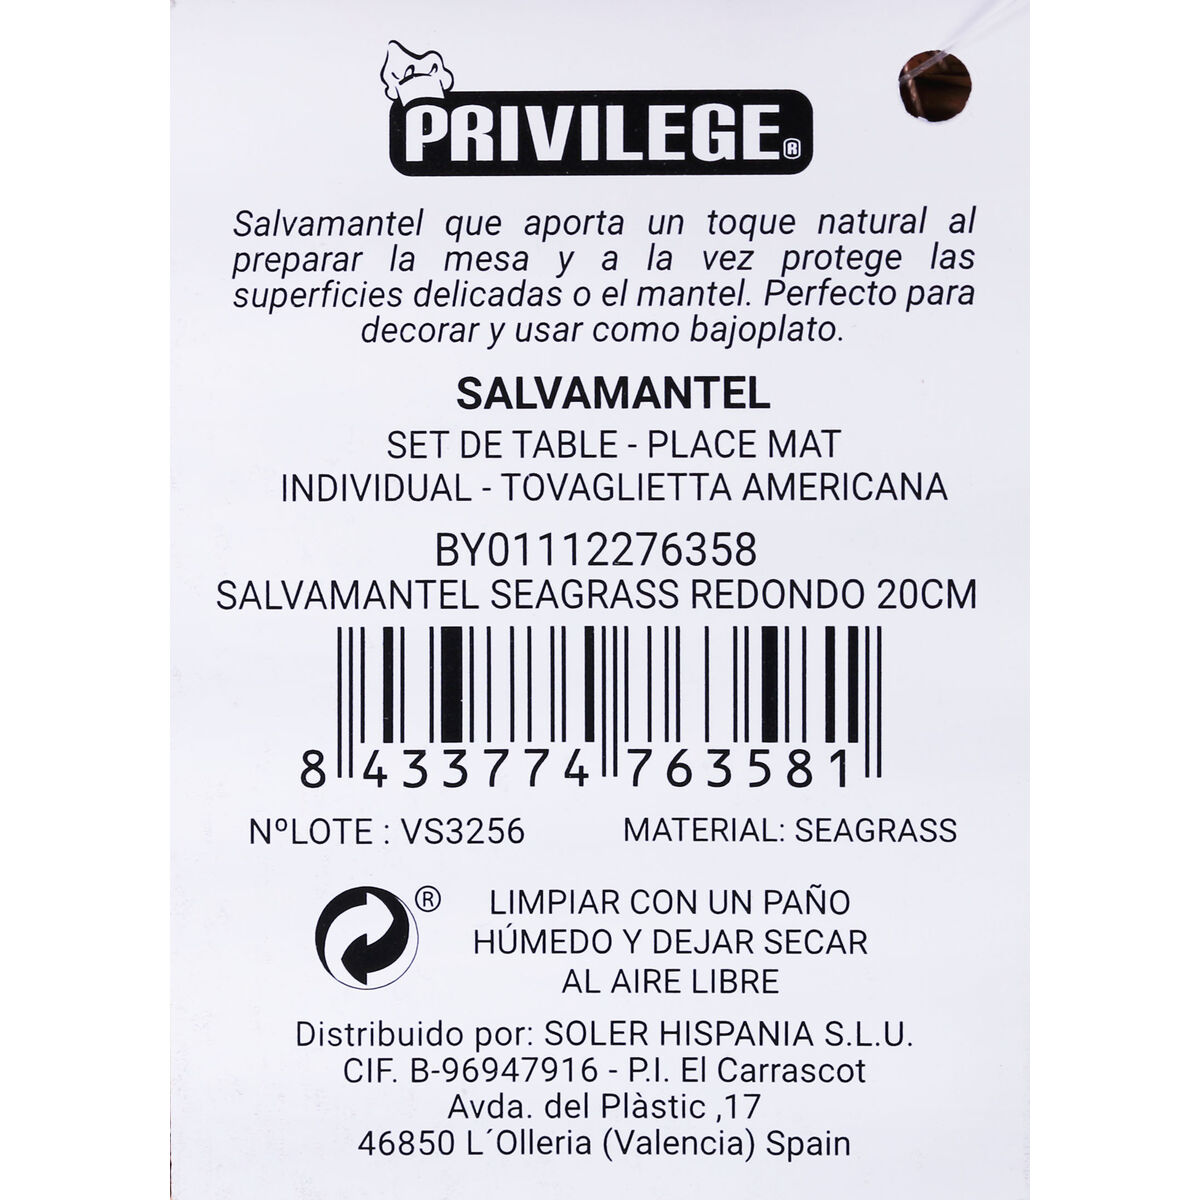 PRIVILEGE®
Salvamantel que aporta un toque natural al
preparar la mesa y a la vez protege las
superficies delicadas o el mantel. Perfecto para
decorar y usar como bajoplato.
SALVAMANTEL
SET DE TABLE - PLACE MAT
INDIVIDUAL - TOVAGLIETTA AMERICANA
BY01112276358
SALVAMANTEL SEAGRASS REDONDO 20CM
8 433774 763581
NºLOTE : VS3256 MATERIAL: SEAGRASS
® LIMPIAR CON UN PAÑO
HÚMEDO Y DEJAR SECAR
AL AIRE LIBRE
Distribuido por: SOLER HISPANIA S.L.U.
CIF. B-96947916 - P.I. El Carrascot
Avda. del Plàstic ,17
46850 L´Olleria (Valencia) Spain